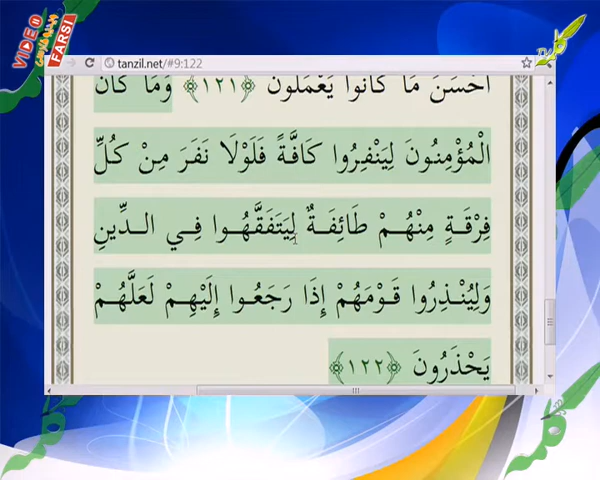 VIDEO
FARSI
tanzil.net/#9:122
أَحْسَنَ مَا كَانُوا يَعْمَلُونَ ﴿١٢١﴾ وَمَا كَانَ
الْمُؤْمِنُونَ لِيَنْفِرُوا كَافَّةً فَلَوْلَا نَفَرَ مِنْ كُلِّ
فِرْقَةٍ مِنْهُمْ طَائِفَةٌ لِيَتَفَقَّهُوا فِي الدِّينِ
وَلِيُنْذِرُوا قَوْمَهُمْ إِذَا رَجَعُوا إِلَيْهِمْ لَعَلَّهُمْ
يَحْذَرُونَ ﴿١٢٢﴾